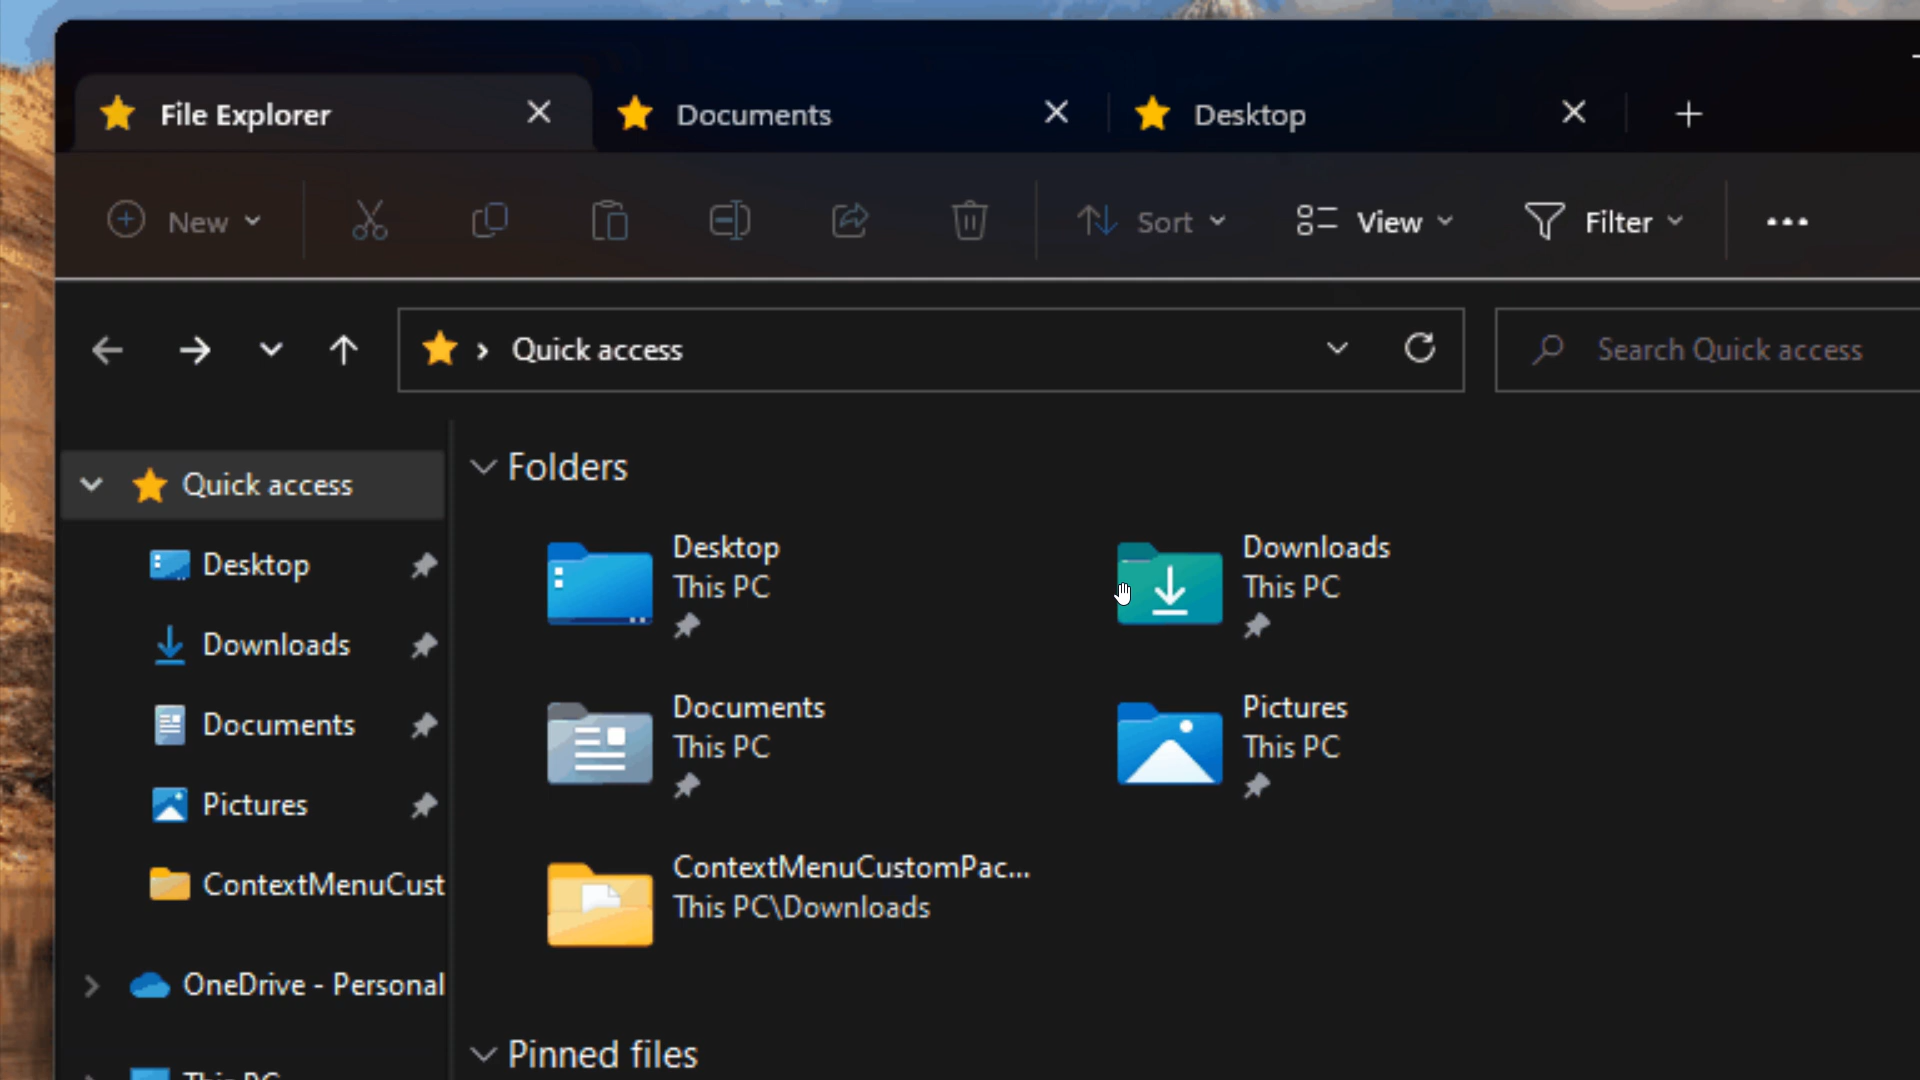 File Explorer
Documents
Desktop
New
Sort
View
Filter
Quick access
Search Quick access
Quick access
Desktop
Downloads
Documents
Pictures
ContextMenuCust
OneDrive - Personal
This PC
Folders
Desktop
This PC
Downloads
This PC
Documents
This PC
Pictures
This PC
ContextMenuCustomPac...
This PC\Downloads
Pinned files